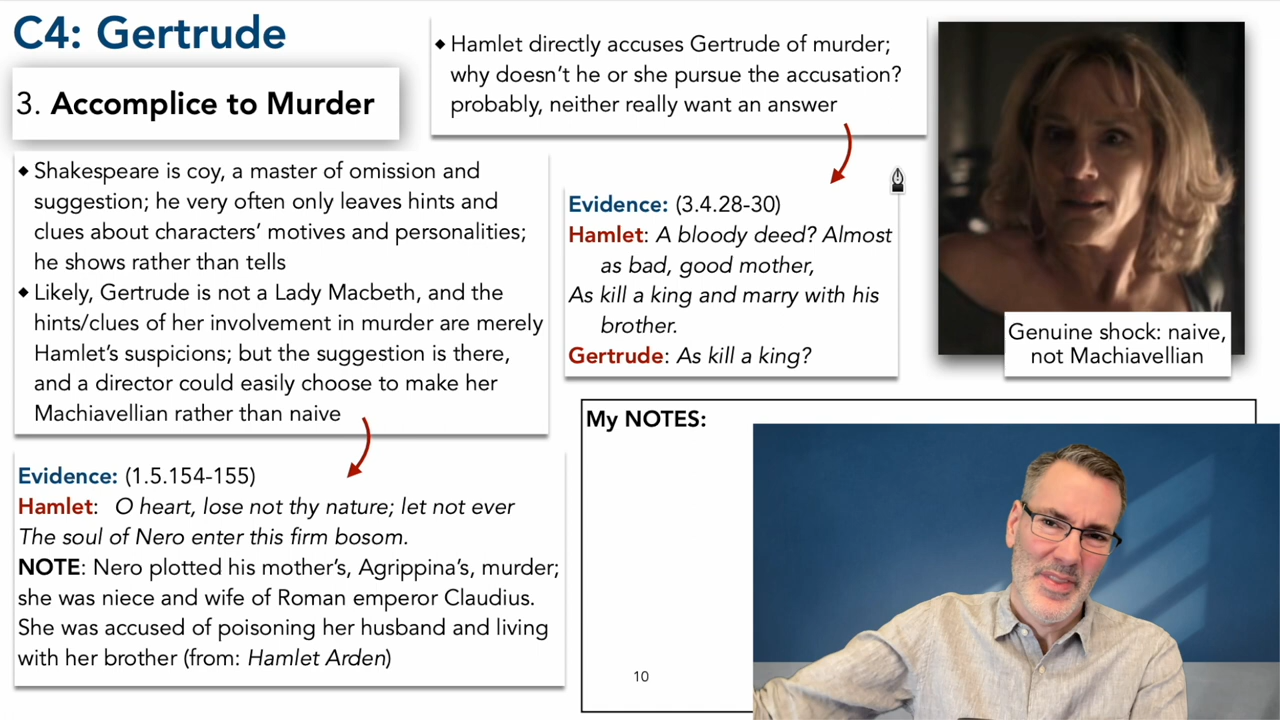 C4: Gertrude
3. Accomplice to Murder
◆ Shakespeare is coy, a master of omission and
suggestion; he very often only leaves hints and
clues about characters’ motives and personalities;
he shows rather than tells
◆ Likely, Gertrude is not a Lady Macbeth, and the
hints/clues of her involvement in murder are merely
Hamlet’s suspicions; but the suggestion is there,
and a director could easily choose to make her
Machiavellian rather than naive
Evidence: (1.5.154-155)
Hamlet: O heart, lose not thy nature; let not ever
The soul of Nero enter this firm bosom.
NOTE: Nero plotted his mother’s, Agrippina’s, murder;
she was niece and wife of Roman emperor Claudius.
She was accused of poisoning her husband and living
with her brother (from: Hamlet Arden)
◆ Hamlet directly accuses Gertrude of murder;
why doesn’t he or she pursue the accusation?
probably, neither really want an answer
Evidence: (3.4.28-30)
Hamlet: A bloody deed? Almost
as bad, good mother,
As kill a king and marry with his
brother.
Gertrude: As kill a king?
Genuine shock: naive,
not Machiavellian
My NOTES:
10